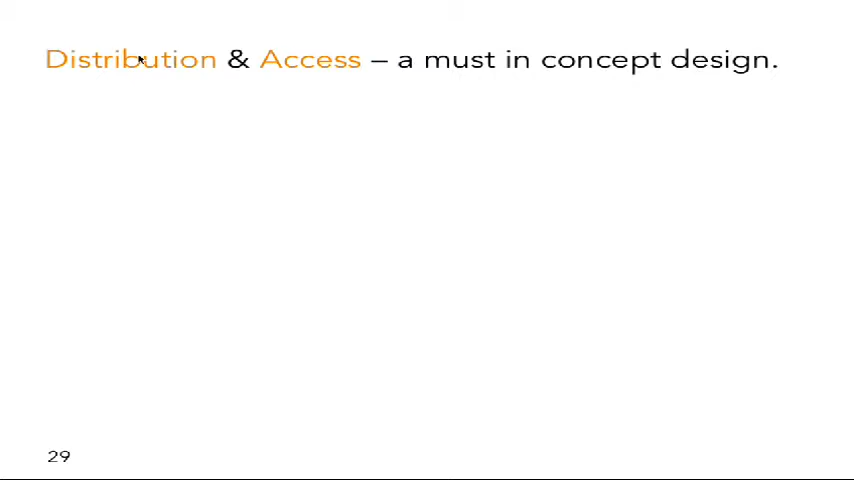 Distribution & Access – a must in concept design.
29